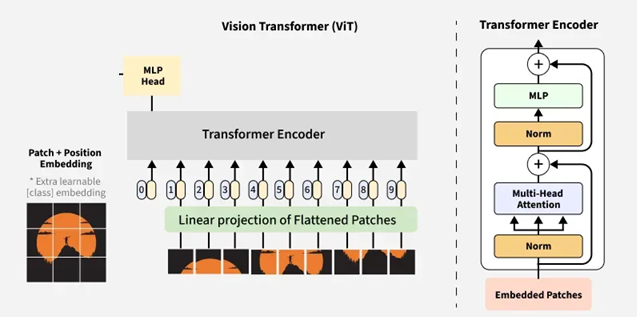 Vision Transformer (ViT)
MLP
Head
Transformer Encoder
Patch + Position
Embedding
* Extra learnable
[class] embedding
0
1
2
3
4
5
6
7
8
9
Linear projection of Flattened Patches
Transformer Encoder
+
MLP
Norm
+
Multi-Head
Attention
Norm
Embedded Patches